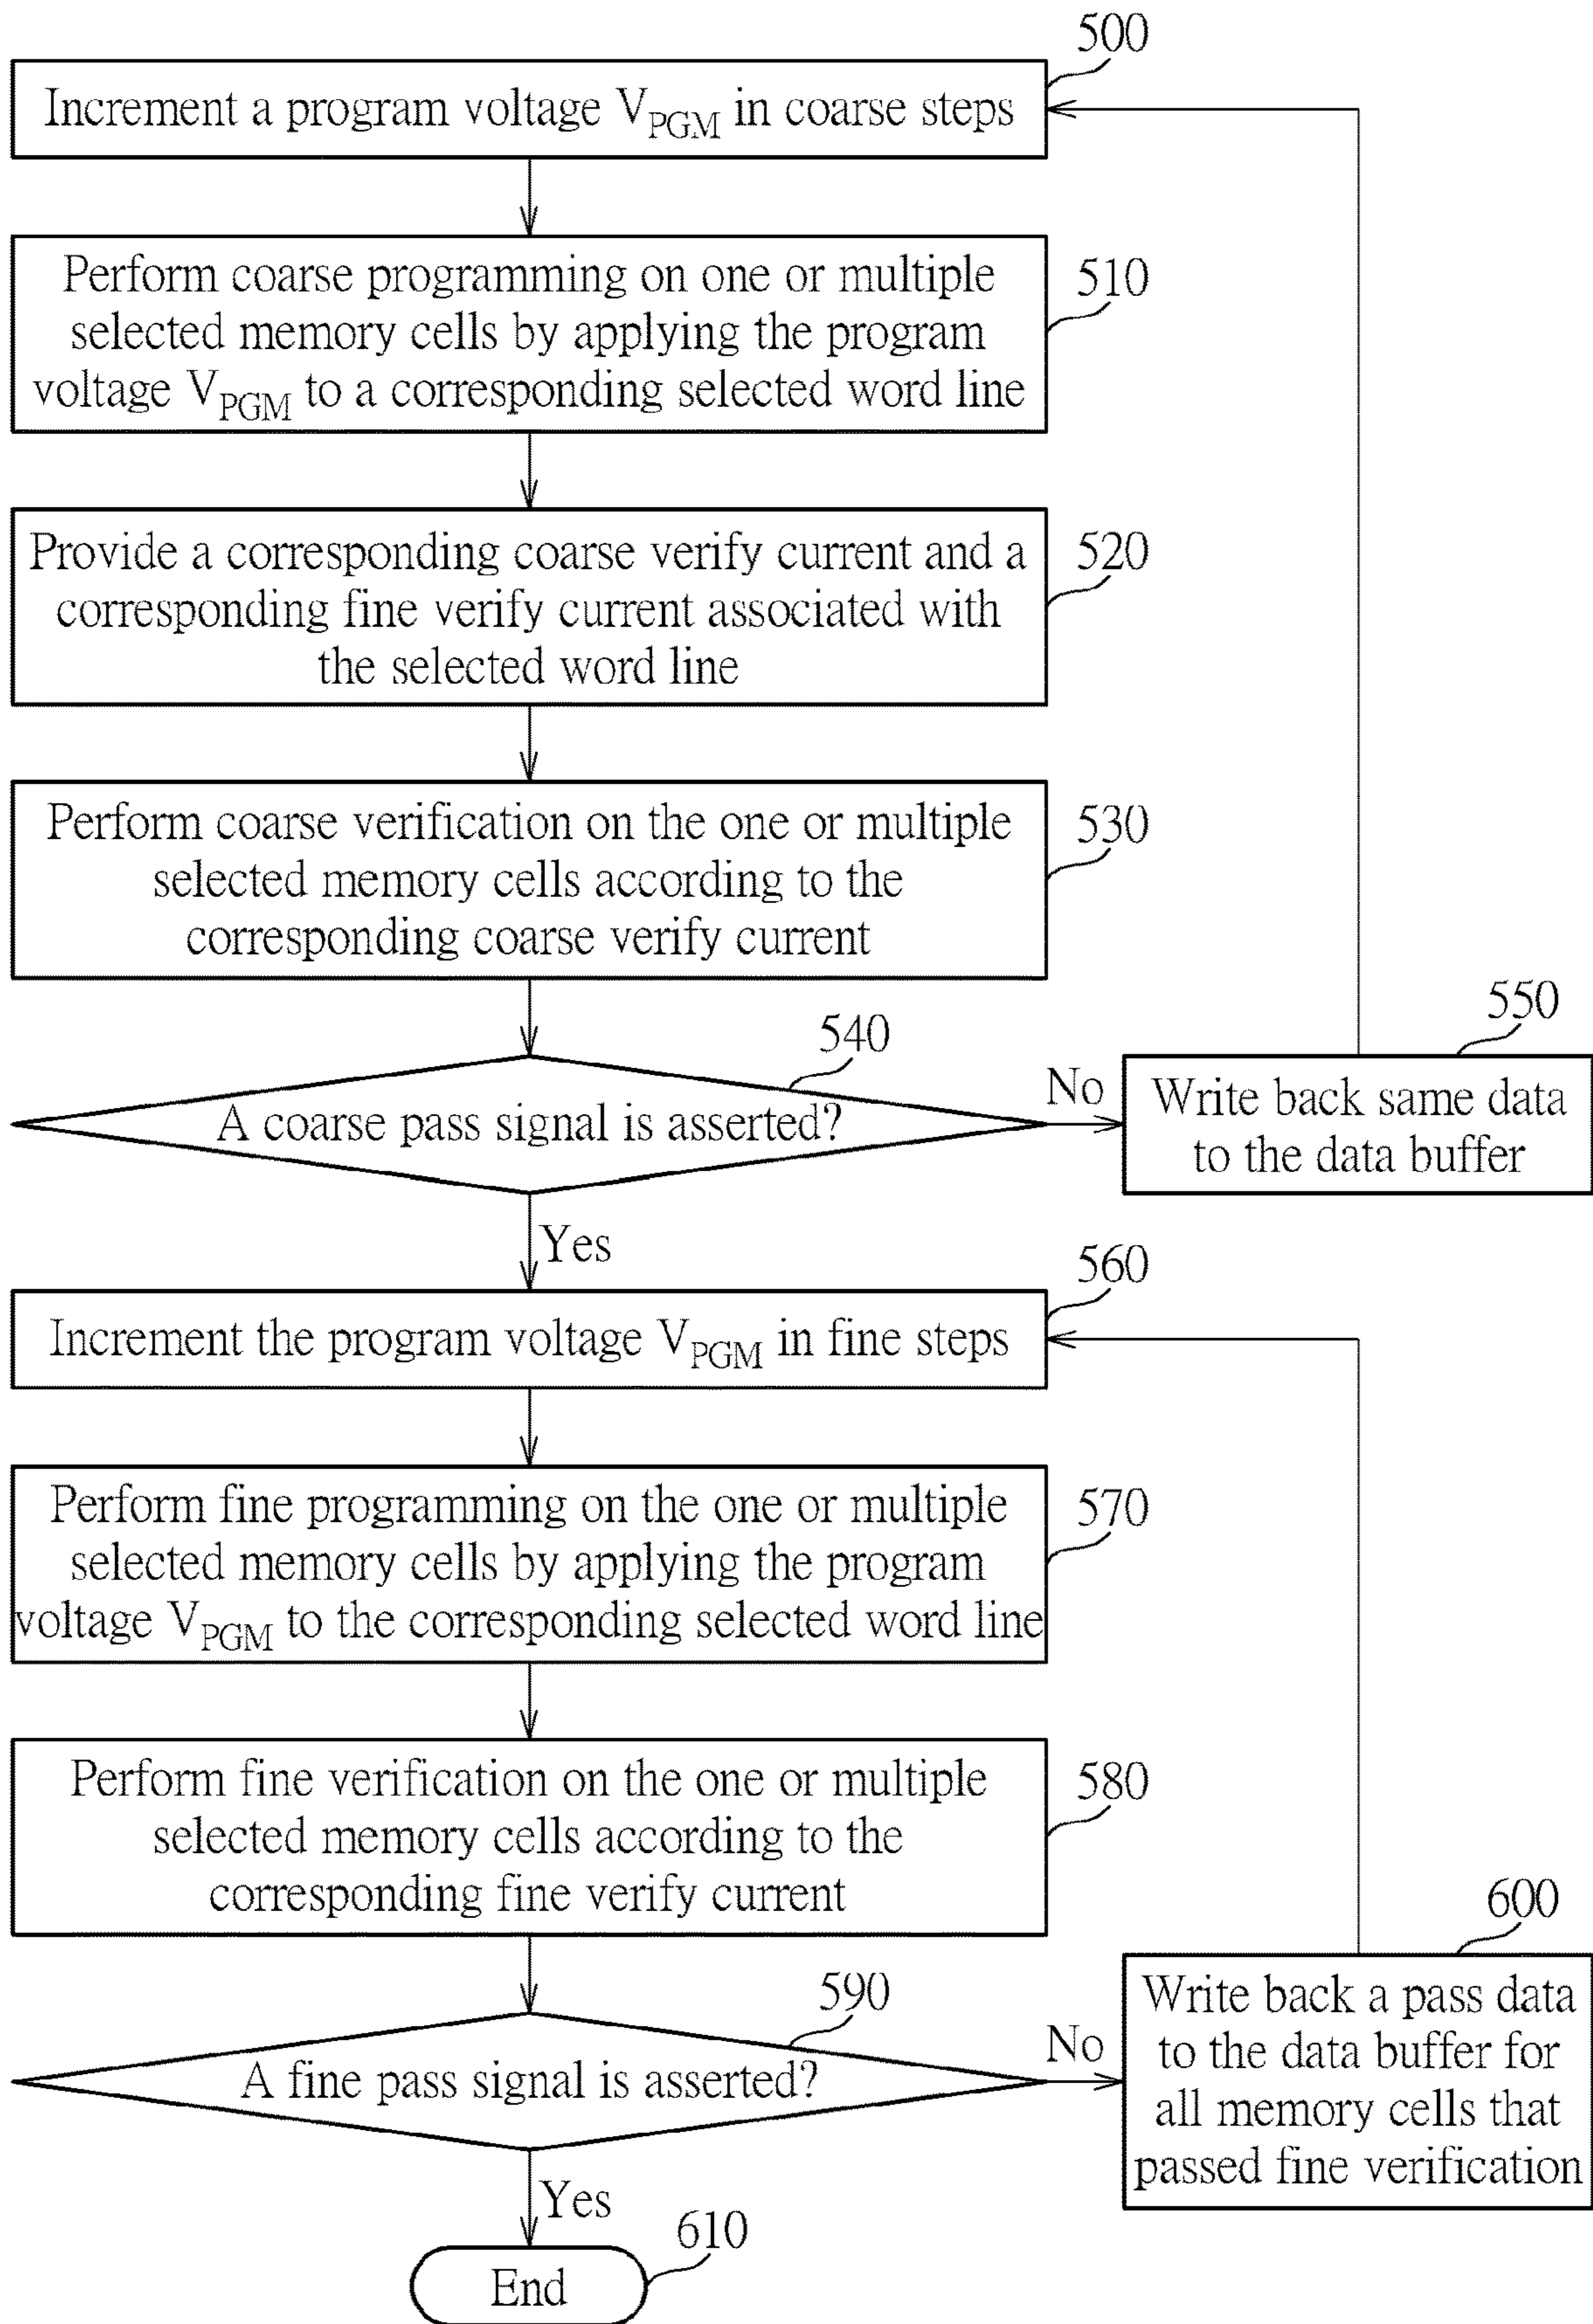 500
Increment a program voltage VPGM in coarse steps
Perform coarse programming on one or multiple
selected memory cells by applying the program
voltage VPGM to a corresponding selected word line
510
Provide a corresponding coarse verify current and a
corresponding fine verify current associated with
the selected word line
520
Perform coarse verification on the one or multiple
selected memory cells according to the
corresponding coarse verify current
530
540
A coarse pass signal is asserted?
No
550
Write back same data
to the data buffer
Yes
560
Increment the program voltage VPGM in fine steps
Perform fine programming on the one or multiple
selected memory cells by applying the program
voltage VPGM to the corresponding selected word line
570
Perform fine verification on the one or multiple
selected memory cells according to the
corresponding fine verify current
580
590
A fine pass signal is asserted?
No
600
Write back a pass data
to the data buffer for
all memory cells that
passed fine verification
Yes
610
End